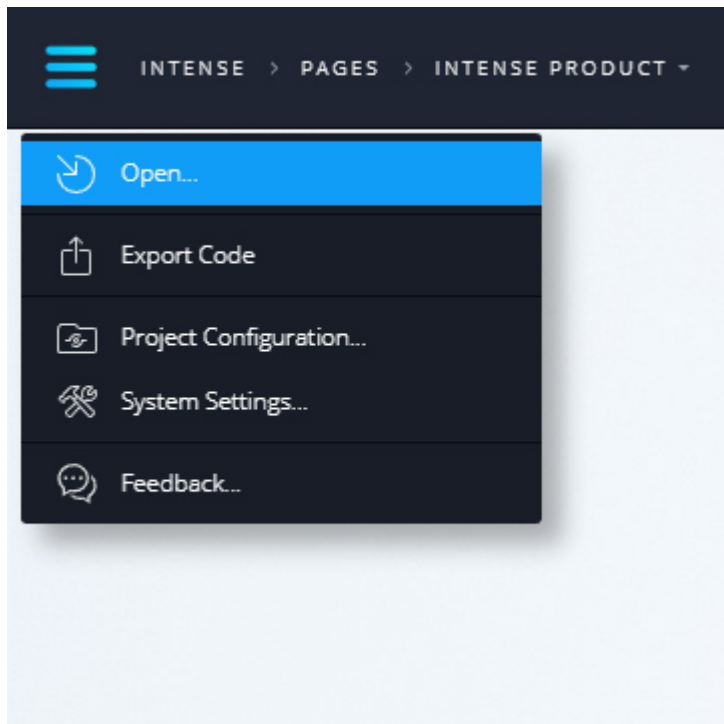 INTENSE > PAGES > INTENSE PRODUCT
Open...
Export Code
Project Configuration...
System Settings...
Feedback...